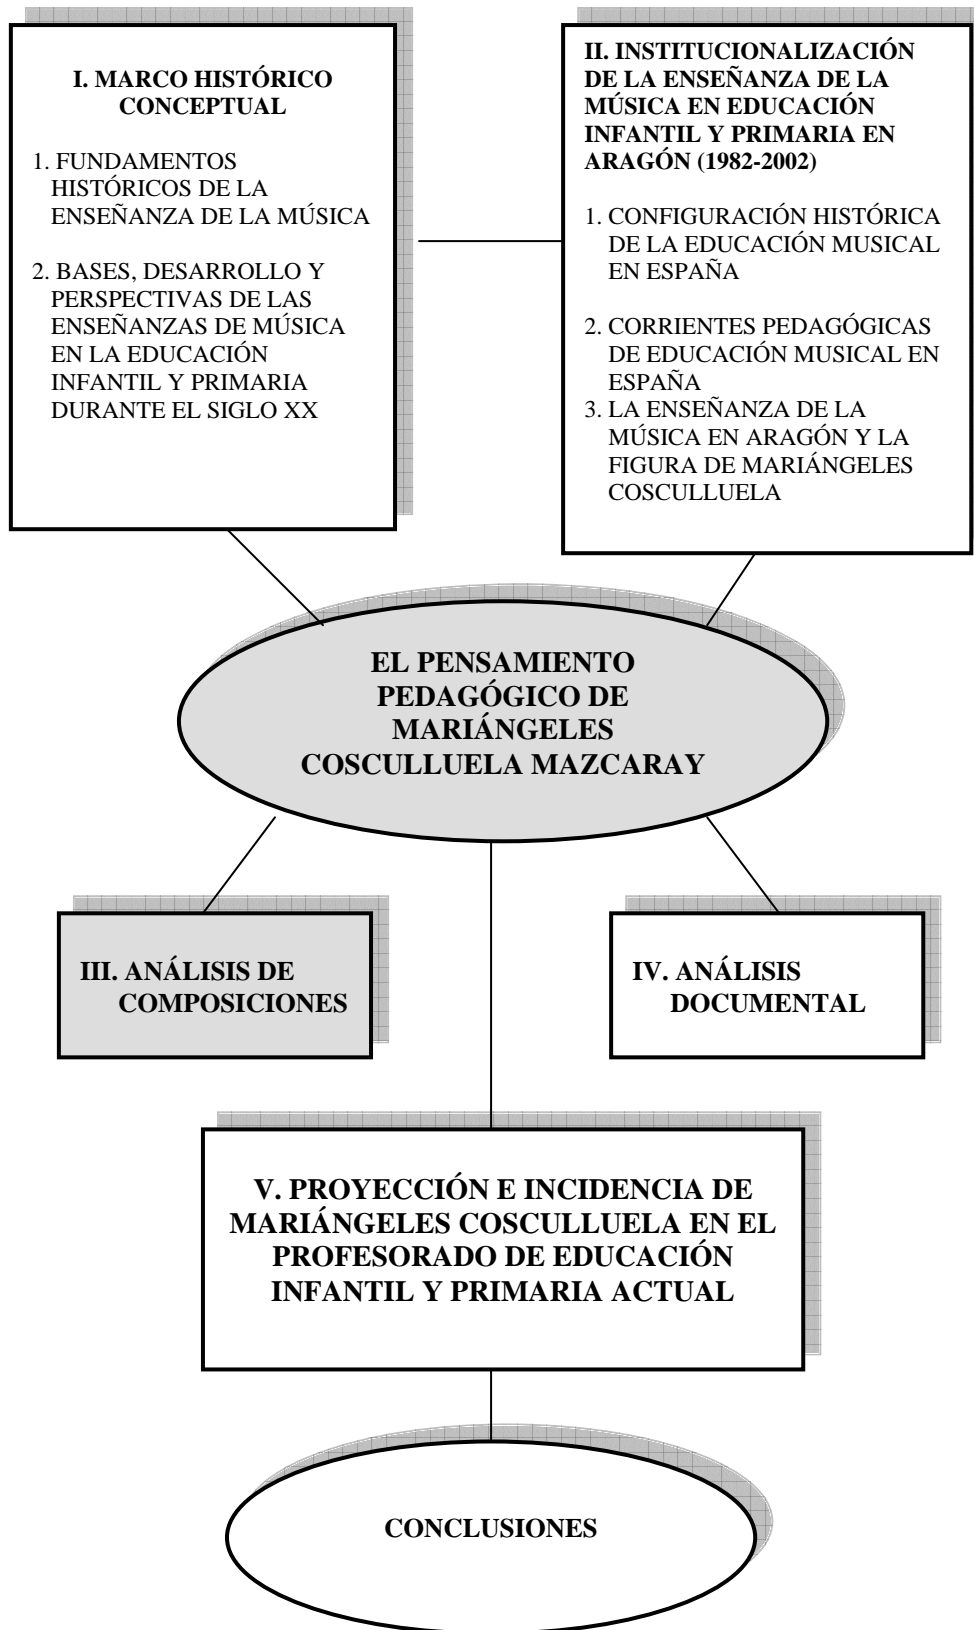 I. MARCO HISTÓRICO
CONCEPTUAL
1. FUNDAMENTOS
HISTÓRICOS DE LA
ENSEÑANZA DE LA MÚSICA
2. BASES, DESARROLLO Y
PERSPECTIVAS DE LAS
ENSEÑANZAS DE MÚSICA
EN LA EDUCACIÓN
INFANTIL Y PRIMARIA
DURANTE EL SIGLO XX
II. INSTITUCIONALIZACIÓN
DE LA ENSEÑANZA DE LA
MÚSICA EN EDUCACIÓN
INFANTIL Y PRIMARIA EN
ARAGÓN (1982-2002)
1. CONFIGURACIÓN HISTÓRICA
DE LA EDUCACIÓN MUSICAL
EN ESPAÑA
2. CORRIENTES PEDAGÓGICAS
DE EDUCACIÓN MUSICAL EN
ESPAÑA
3. LA ENSEÑANZA DE LA
MÚSICA EN ARAGÓN Y LA
FIGURA DE MARIÁNGELES
COSCULLUELA
EL PENSAMIENTO
PEDAGÓGICO DE
MARIÁNGELES
COSCULLUELA MAZCARAY
III. ANÁLISIS DE
COMPOSICIONES
IV. ANÁLISIS
DOCUMENTAL
V. PROYECCIÓN E INCIDENCIA DE
MARIÁNGELES COSCULLUELA EN EL
PROFESORADO DE EDUCACIÓN
INFANTIL Y PRIMARIA ACTUAL
CONCLUSIONES